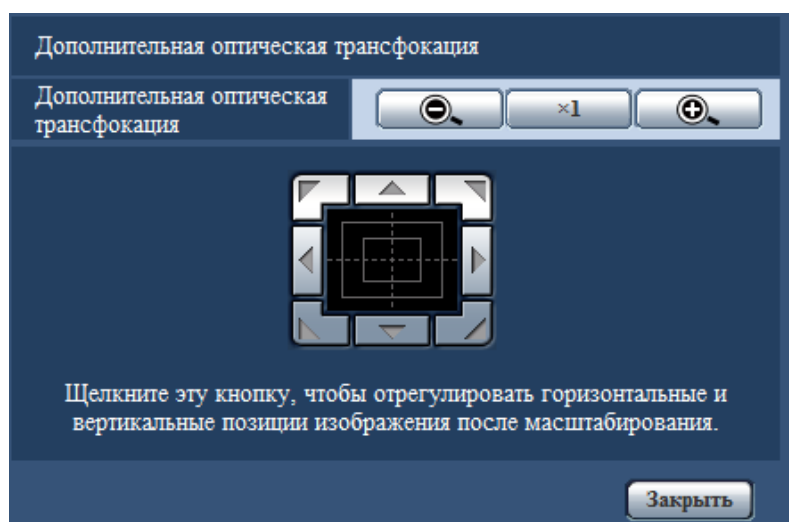 Дополнительная оптическая трансфокация
Дополнительная оптическая
трансфокация
×1
Щелкните эту кнопку, чтобы отрегулировать горизонтальные и
вертикальные позиции изображения после масштабирования.
Закрыть